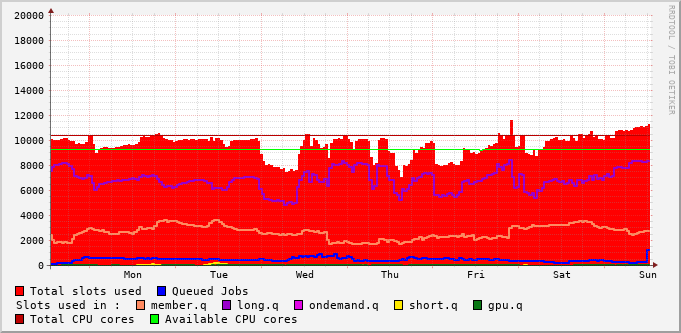 RRDTOOL / TOBI OETIKER
20000
18000
16000
14000
12000
10000
8000
6000
4000
2000
0
Mon Tue Wed Thu Fri Sat Sun
Total slots used Queued Jobs
Slots used in : member.q long.q ondemand.q short.q gpu.q
Total CPU cores Available CPU cores